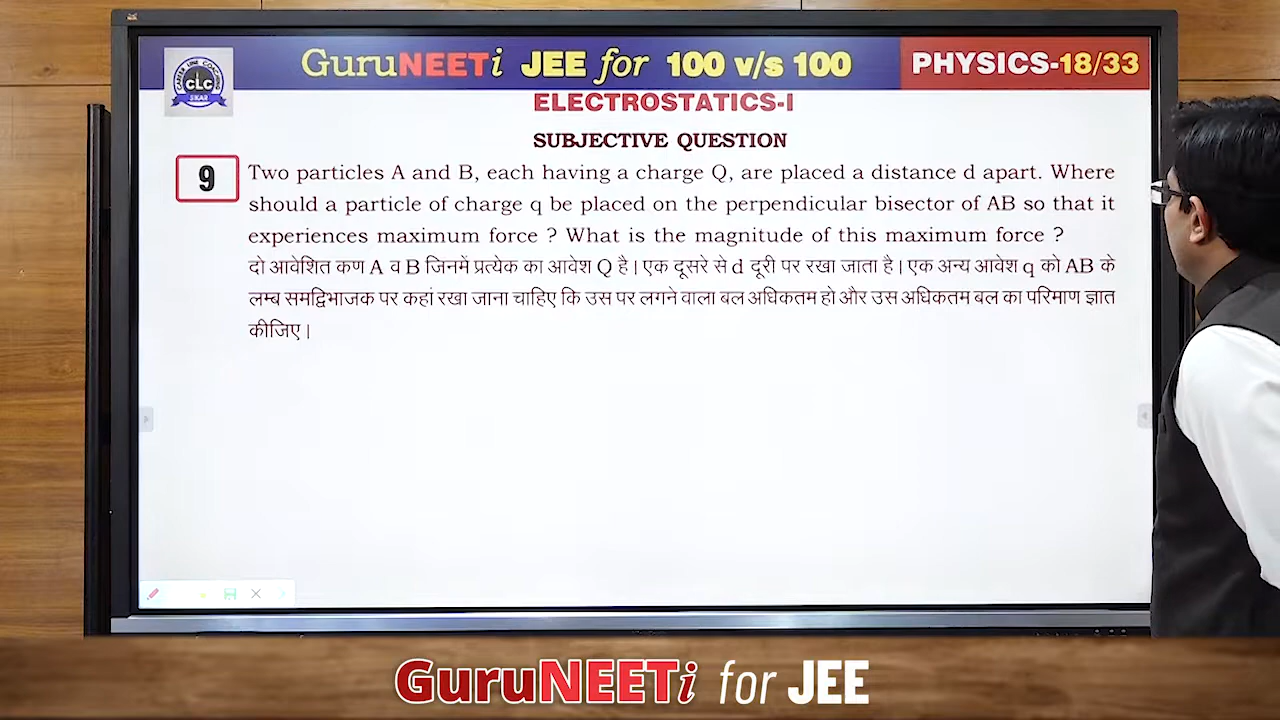 GuruNEETi JEE for 100 v/s 100
PHYSICS-18/33
CLC
SIKAR
ELECTROSTATICS-I
SUBJECTIVE QUESTION
9
Two particles A and B, each having a charge Q, are placed a distance d apart. Where
should a particle of charge q be placed on the perpendicular bisector of AB so that it
experiences maximum force ? What is the magnitude of this maximum force ?
दो आवेशित कण A व B जिनमें प्रत्येक का आवेश Q है। एक दूसरे से d दूरी पर रखा जाता है। एक अन्य आवेश q को AB के
लम्ब समद्विभाजक पर कहां रखा जाना चाहिए कि उस पर लगने वाला बल अधिकतम हो और उस अधिकतम बल का परिमाण ज्ञात
कीजिए।
GuruNEETi for JEE